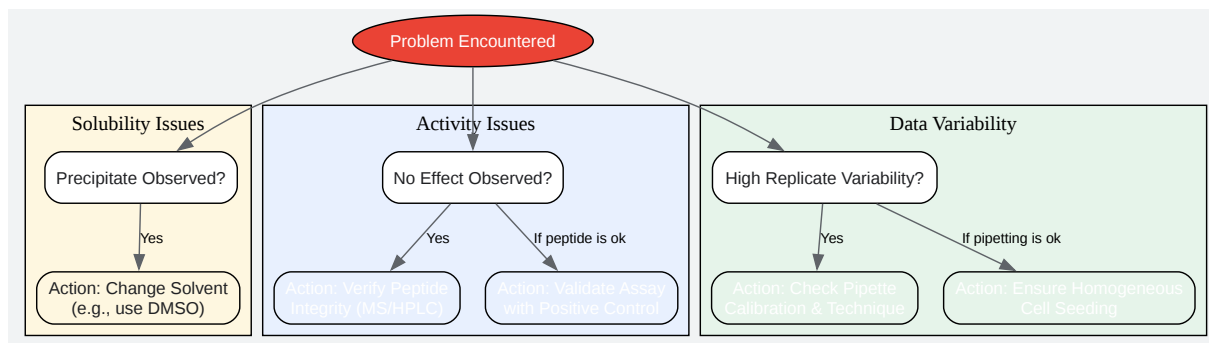 Problem Encountered
Solubility Issues
Activity Issues
Data Variability
Precipitate Observed?
No Effect Observed?
High Replicate Variability?
Yes
Yes
If peptide is ok
Yes
If pipetting is ok
Action: Change Solvent
(e.g., use DMSO)
Action: Verify Peptide
Integrity (MS/HPLC)
Action: Validate Assay
with Positive Control
Action: Check Pipette
Calibration & Technique
Action: Ensure Homogeneous
Cell Seeding